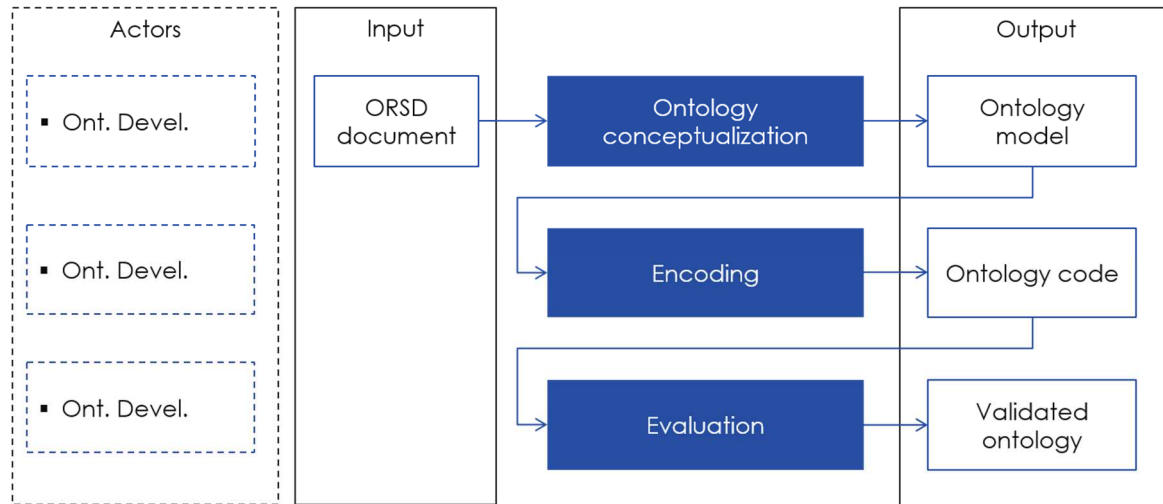 Actors
Input
Output
▪ Ont. Devel.
ORSD
document
Ontology
conceptualization
Ontology
model
▪ Ont. Devel.
Encoding
Ontology code
▪ Ont. Devel.
Evaluation
Validated
ontology